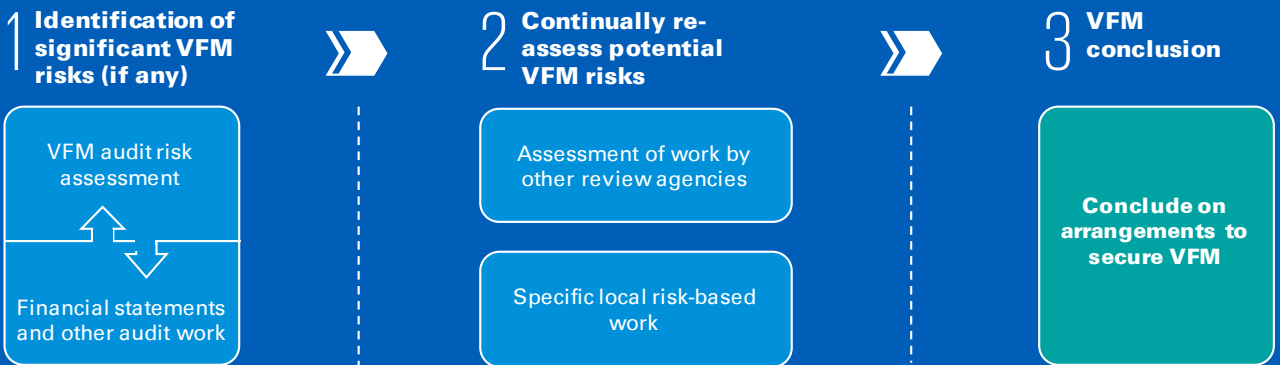 1 Identification of
significant VFM
risks (if any)
VFM audit risk
assessment
Financial statements
and other audit work
2 Continually re-
assess potential
VFM risks
Assessment of work by
other review agencies
Specific local risk-based
work
3 VFM
conclusion
Conclude on
arrangements to
secure VFM